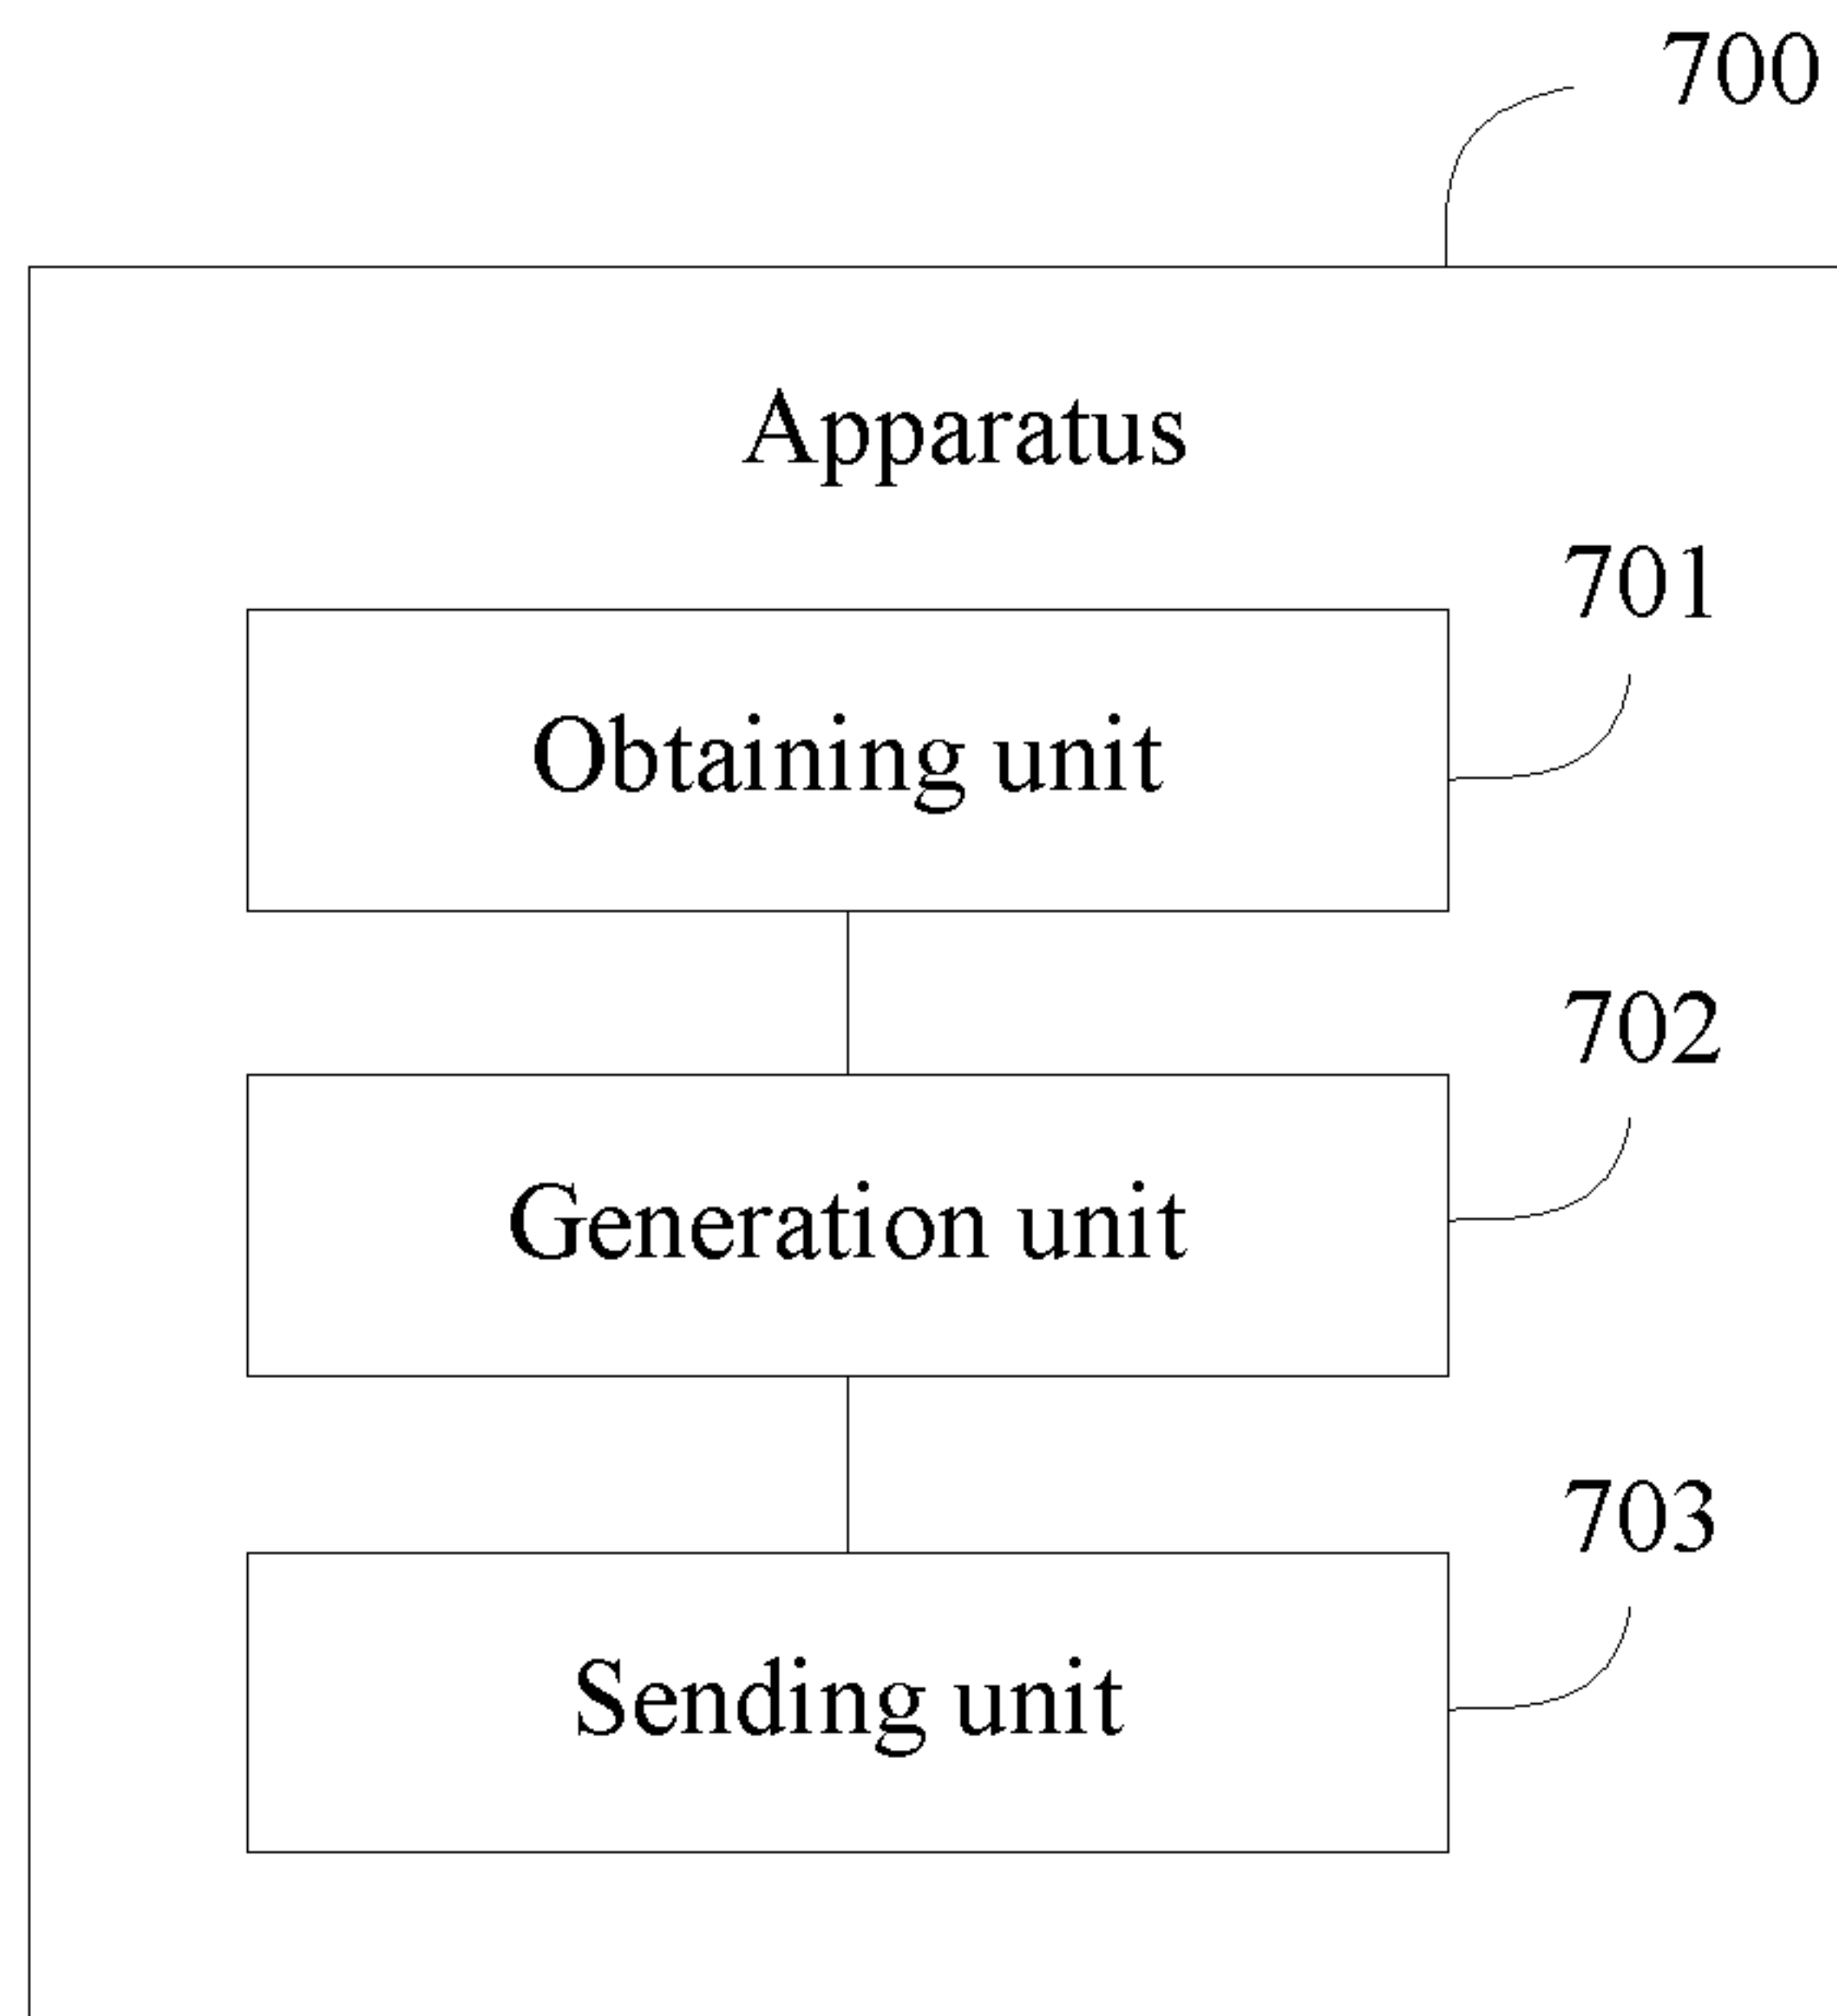 700
Apparatus
701
Obtaining unit
702
Generation unit
703
Sending unit